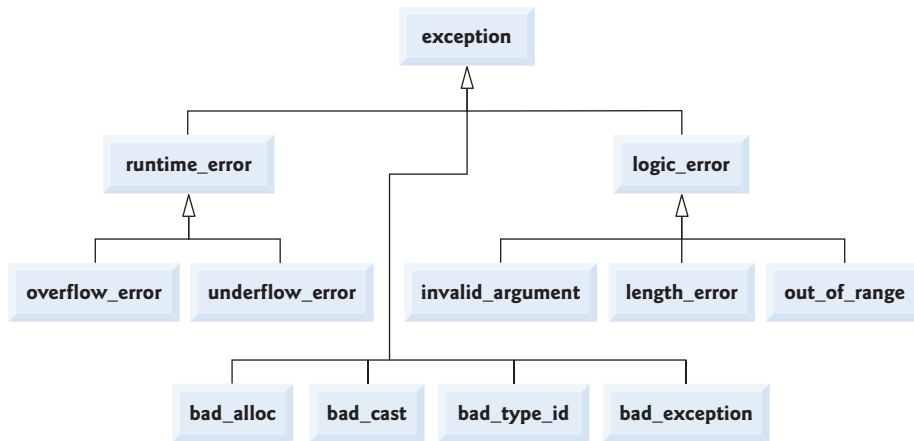 exception
runtime_error
logic_error
overflow_error
underflow_error
invalid_argument
length_error
out_of_range
bad_alloc
bad_cast
bad_type_id
bad_exception